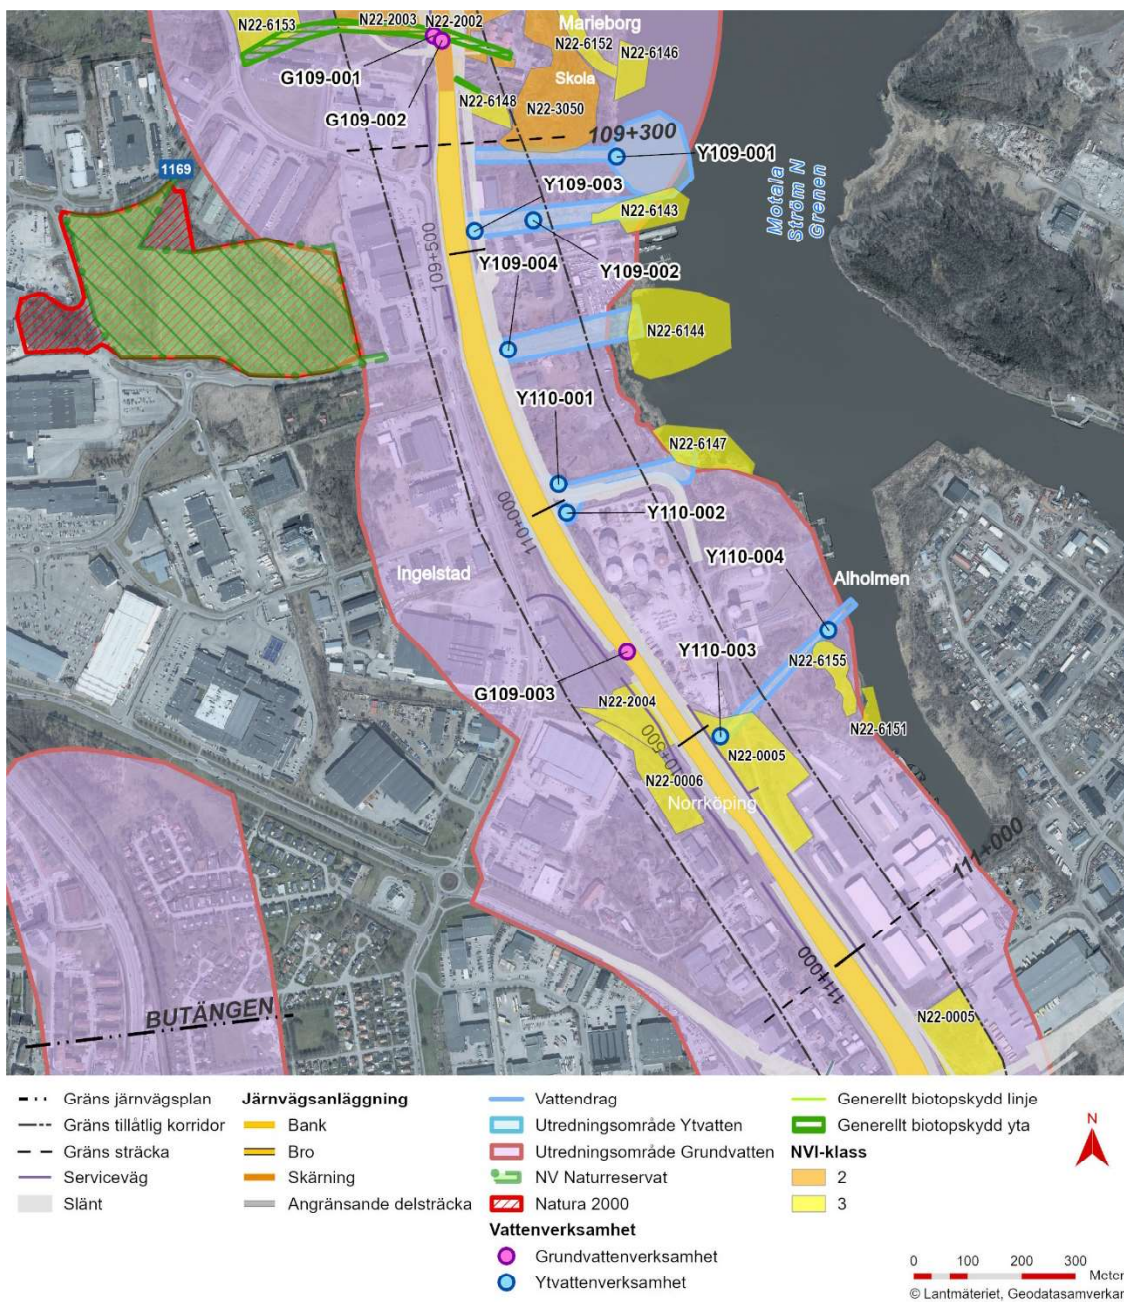 N22-6153
N22-2003
N22-2002
Marieborg
N22-6152
N22-6146
G109-001
Skola
N22-6148
N22-3050
G109-002
109+300
Y109-001
1169
Y109-003
N22-6143
Motala
Ström N
Grenen
109+500
Y109-004
Y109-002
N22-6144
Y110-001
N22-6147
110+000
Y110-002
Y110-004
Ingelstad
Alholmen
Y110-003
N22-6155
G109-003
N22-2004
N22-6151
110+500
N22-0005
N22-0006
Norrköping
111+000
111+000
BUTÄNGEN
N22-0005
Gräns järnvägsplan
Gräns tillåtlig korridor
Gräns sträcka
Serviceväg
Slänt
Järnvägsanläggning
Bank
Bro
Skärning
Angränsande delsträcka
Vattendrag
Utredningsområde Ytvatten
Utredningsområde Grundvatten
NV Naturreservat
Natura 2000
Vattenverksamhet
Grundvattenverksamhet
Ytvattenverksamhet
Generellt biotopskydd linje
Generellt biotopskydd yta
NVI-klass
2
3
N
0 100 200 300
Meter
© Lantmäteriet, Geodatasamverkan